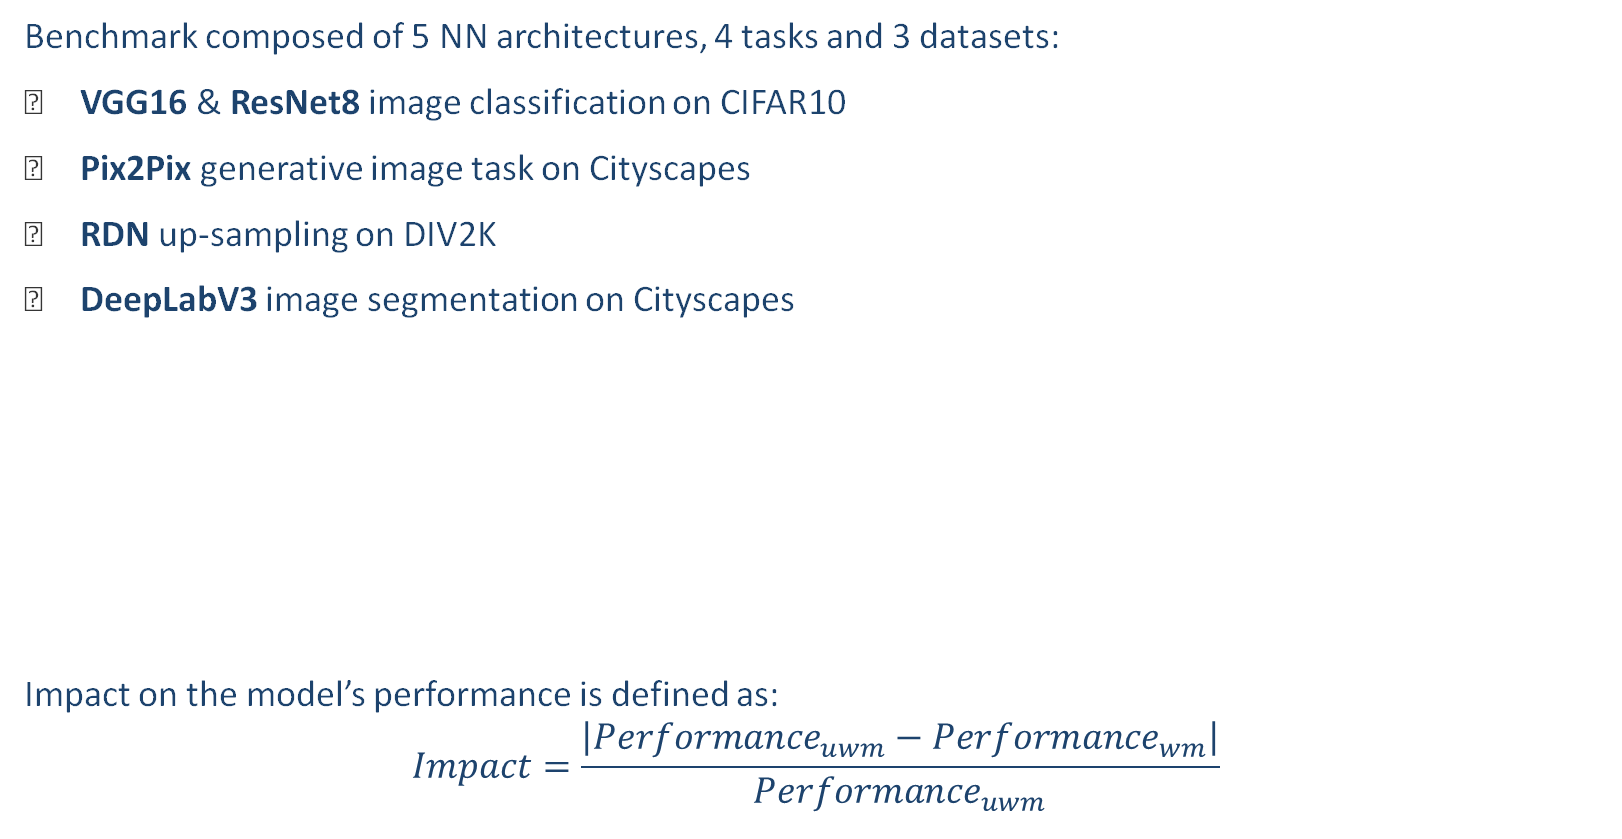 Benchmark composed of 5 NN architectures, 4 tasks and 3 datasets:
VGG16 & ResNet8 image classification on CIFAR10
Pix2Pix generative image task on Cityscapes
RDN up-sampling on DIV2K
DeepLabV3 image segmentation on Cityscapes
Impact on the model’s performance is defined as:
|Performance_uwm − Performance_wm|
Impact =
Performance_uwm